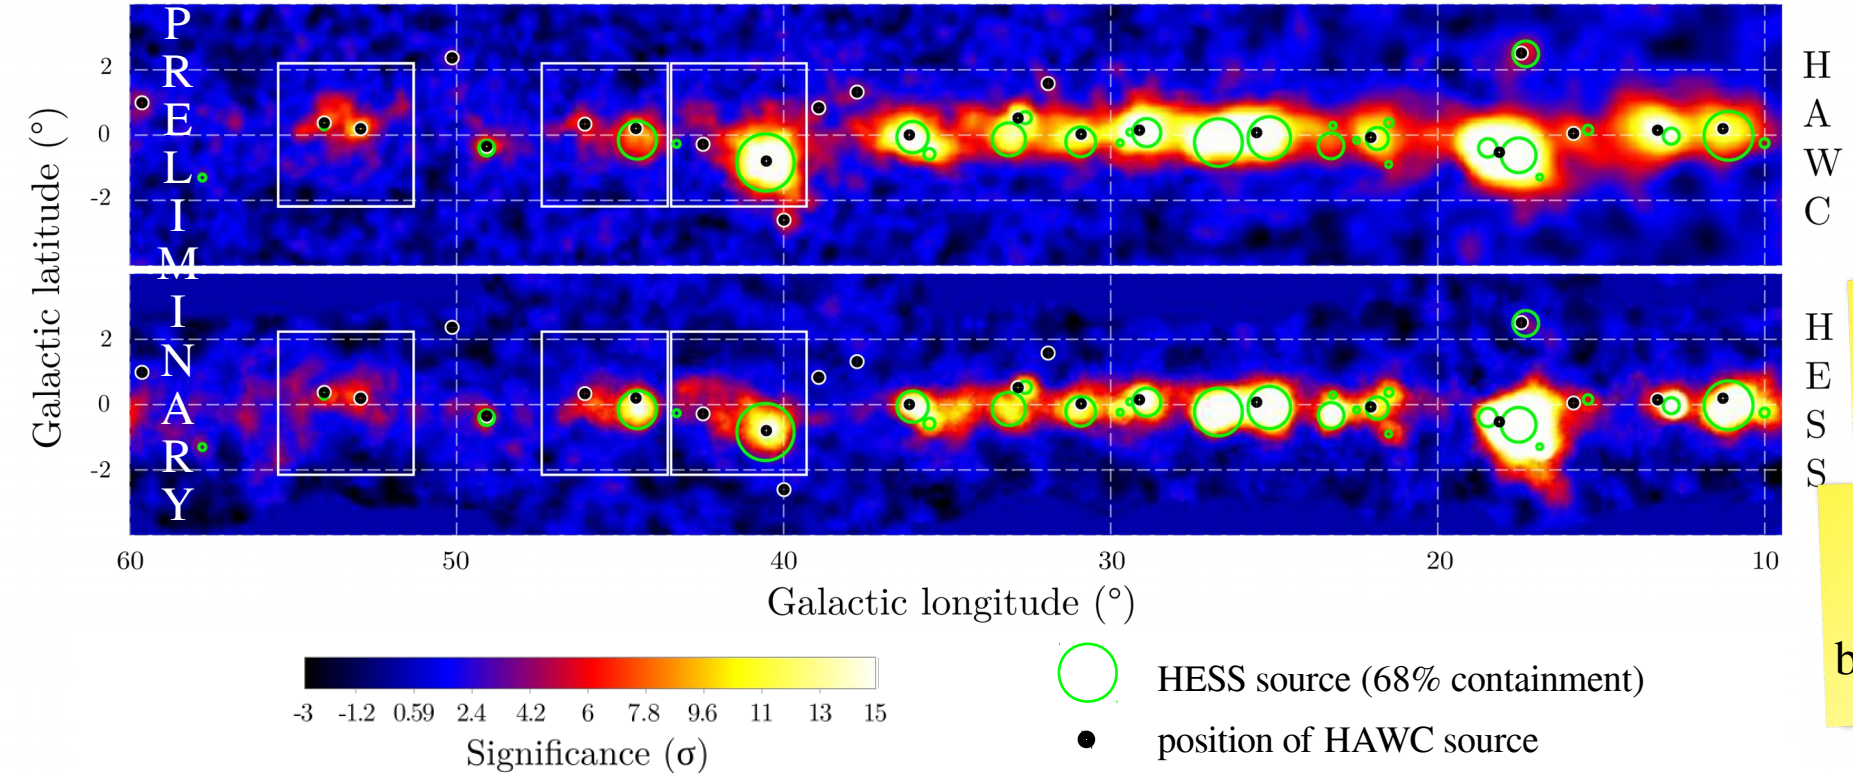 PRELIMINARY
Galactic latitude (°)
2
0
-2
HAWC
2
0
-2
HESS
60 50 40 30 20 10
Galactic longitude (°)
-3 -1.2 0.59 2.4 4.2 6 7.8 9.6 11 13 15
Significance (σ)
HESS source (68% containment)
position of HAWC source
b